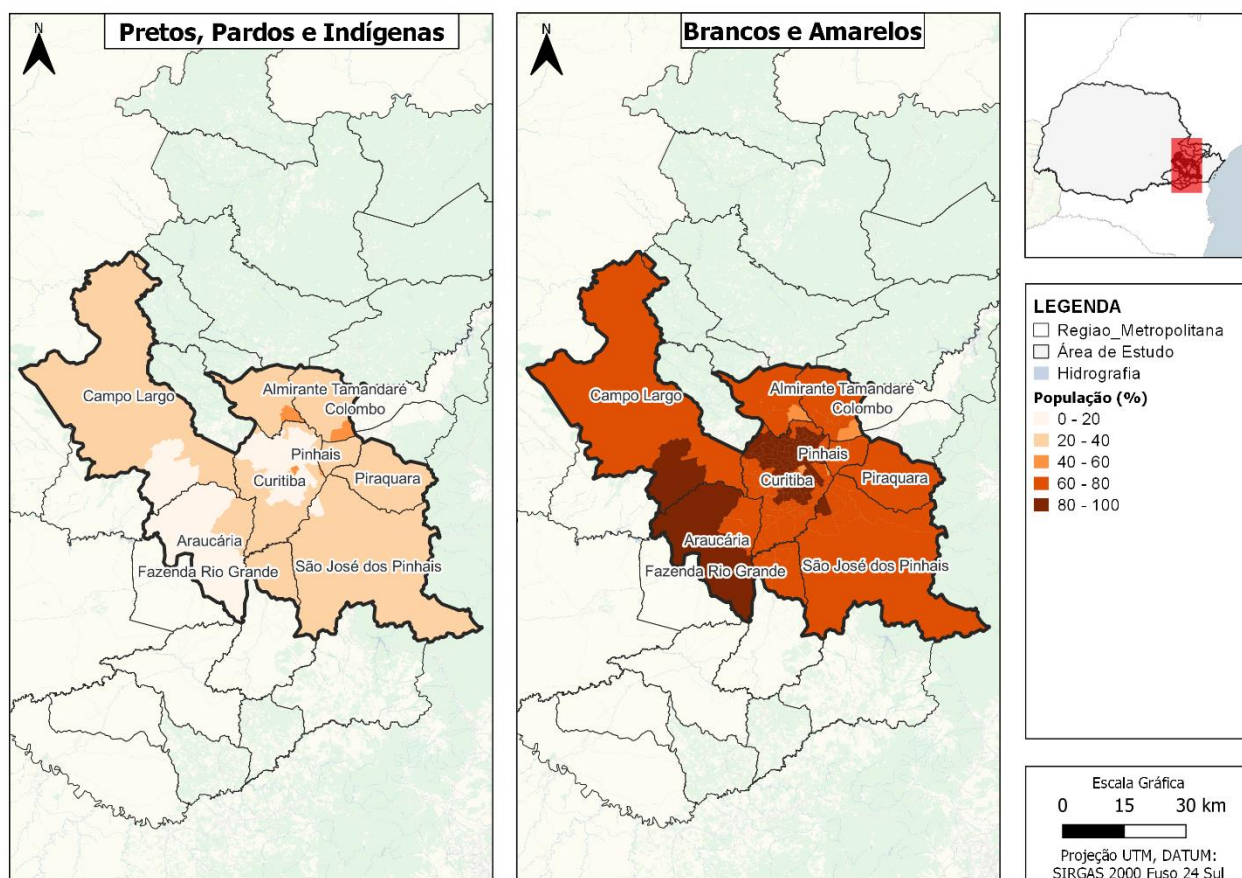 N
Pretos, Pardos e Indígenas
Campo Largo
Almirante Tamandaré
Colombo
Pinhais
Curitiba
Piraquara
Araucária
Fazenda Rio Grande
São José dos Pinhais
N
Brancos e Amarelos
Campo Largo
Almirante Tamandaré
Colombo
Pinhais
Curitiba
Piraquara
Araucária
Fazenda Rio Grande
São José dos Pinhais
LEGENDA
Regiao_Metropolitana
Área de Estudo
Hidrografia
População (%)
0 - 20
20 - 40
40 - 60
60 - 80
80 - 100
Escala Gráfica
0 15 30 km
Projeção UTM, DATUM:
SIRGAS 2000 Fuso 24 Sul